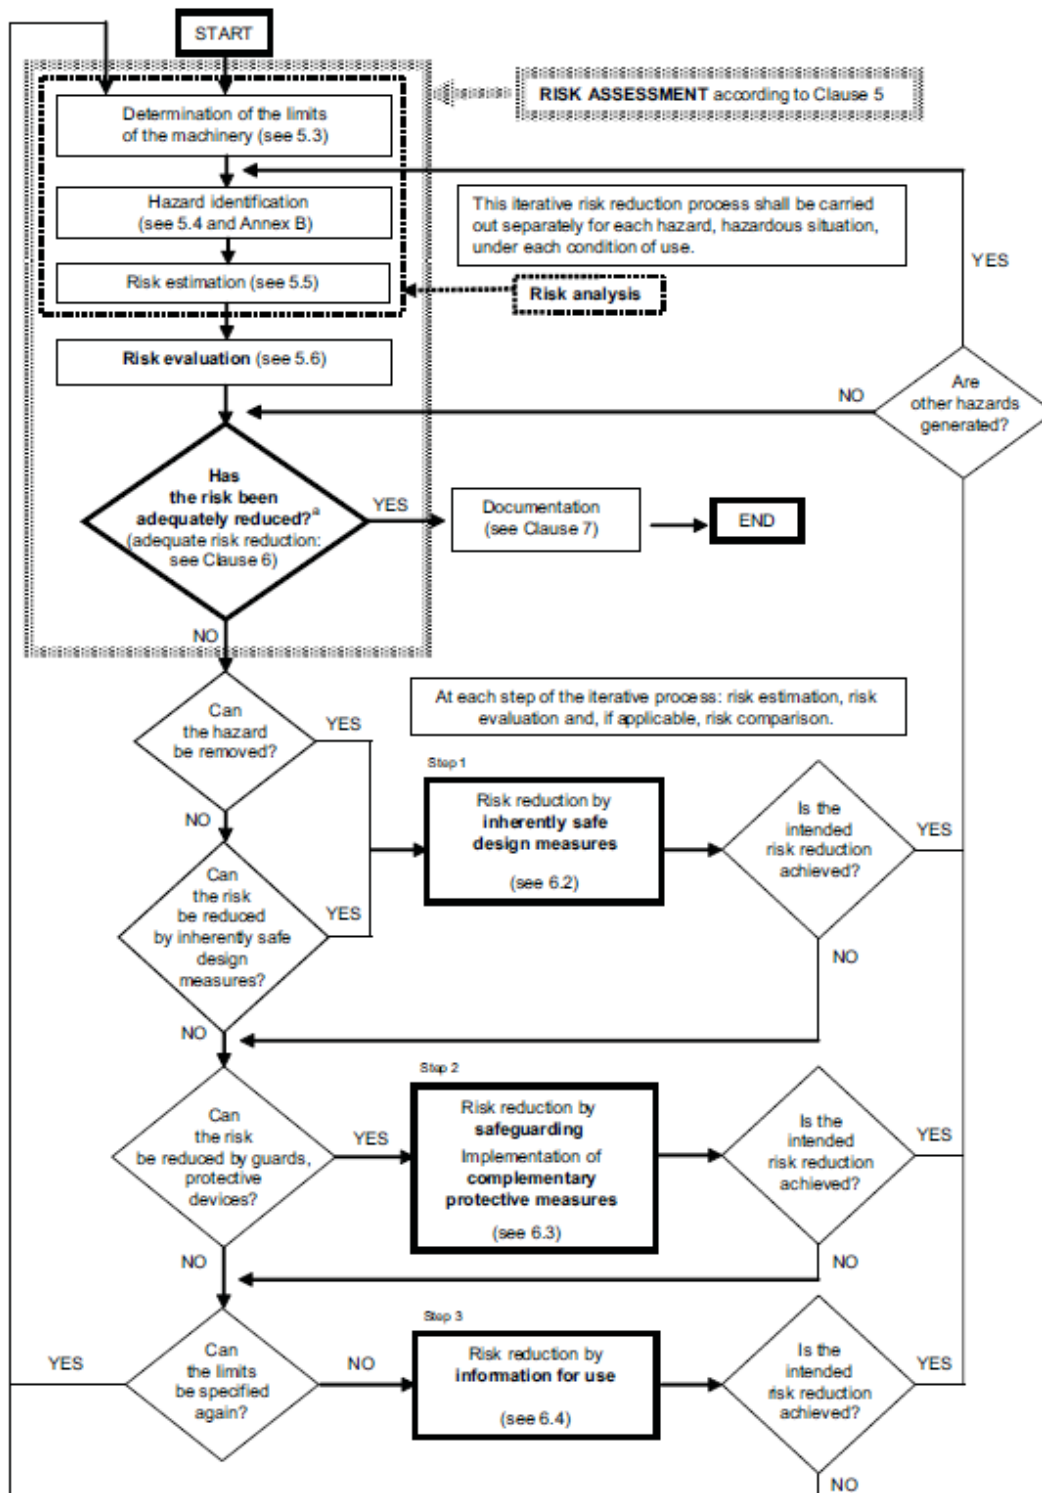 START
RISK ASSESSMENT according to Clause 5
Determination of the limits
of the machinery (see 5.3)
Hazard identification
(see 5.4 and Annex B)
This iterative risk reduction process shall be carried
out separately for each hazard, hazardous situation,
under each condition of use.
YES
Risk estimation (see 5.5)
Risk analysis
Risk evaluation (see 5.6)
Are
other hazards
generated?
NO
Has
the risk been
adequately reduced?ª
(adequate risk reduction:
see Clause 6)
YES
Documentation
(see Clause 7)
END
NO
At each step of the iterative process: risk estimation, risk
evaluation and, if applicable, risk comparison.
Can
the hazard
be removed?
YES
NO
Step 1
Risk reduction by
inherently safe
design measures
(see 6.2)
Is the
intended
risk reduction
achieved?
YES
NO
Can
the risk
be reduced
by inherently safe
design
measures?
YES
NO
Step 2
Can
the risk
be reduced by guards,
protective
devices?
YES
Risk reduction by
safeguarding
Implementation of
complementary
protective measures
(see 6.3)
Is the
intended
risk reduction
achieved?
YES
NO
NO
Step 3
YES
Can
the limits
be specified
again?
NO
Risk reduction by
information for use
(see 6.4)
Is the
intended
risk reduction
achieved?
YES
NO